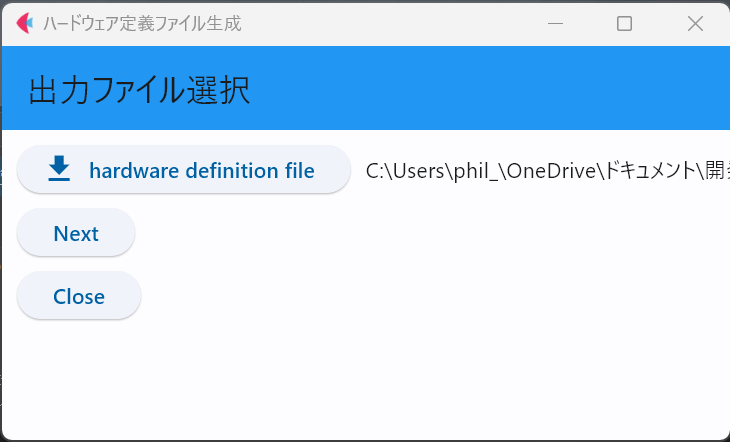 ハードウェア定義ファイル生成
出力ファイル選択
hardware definition file C:\Users\phil_\OneDrive\ドキュメント\開
Next
Close